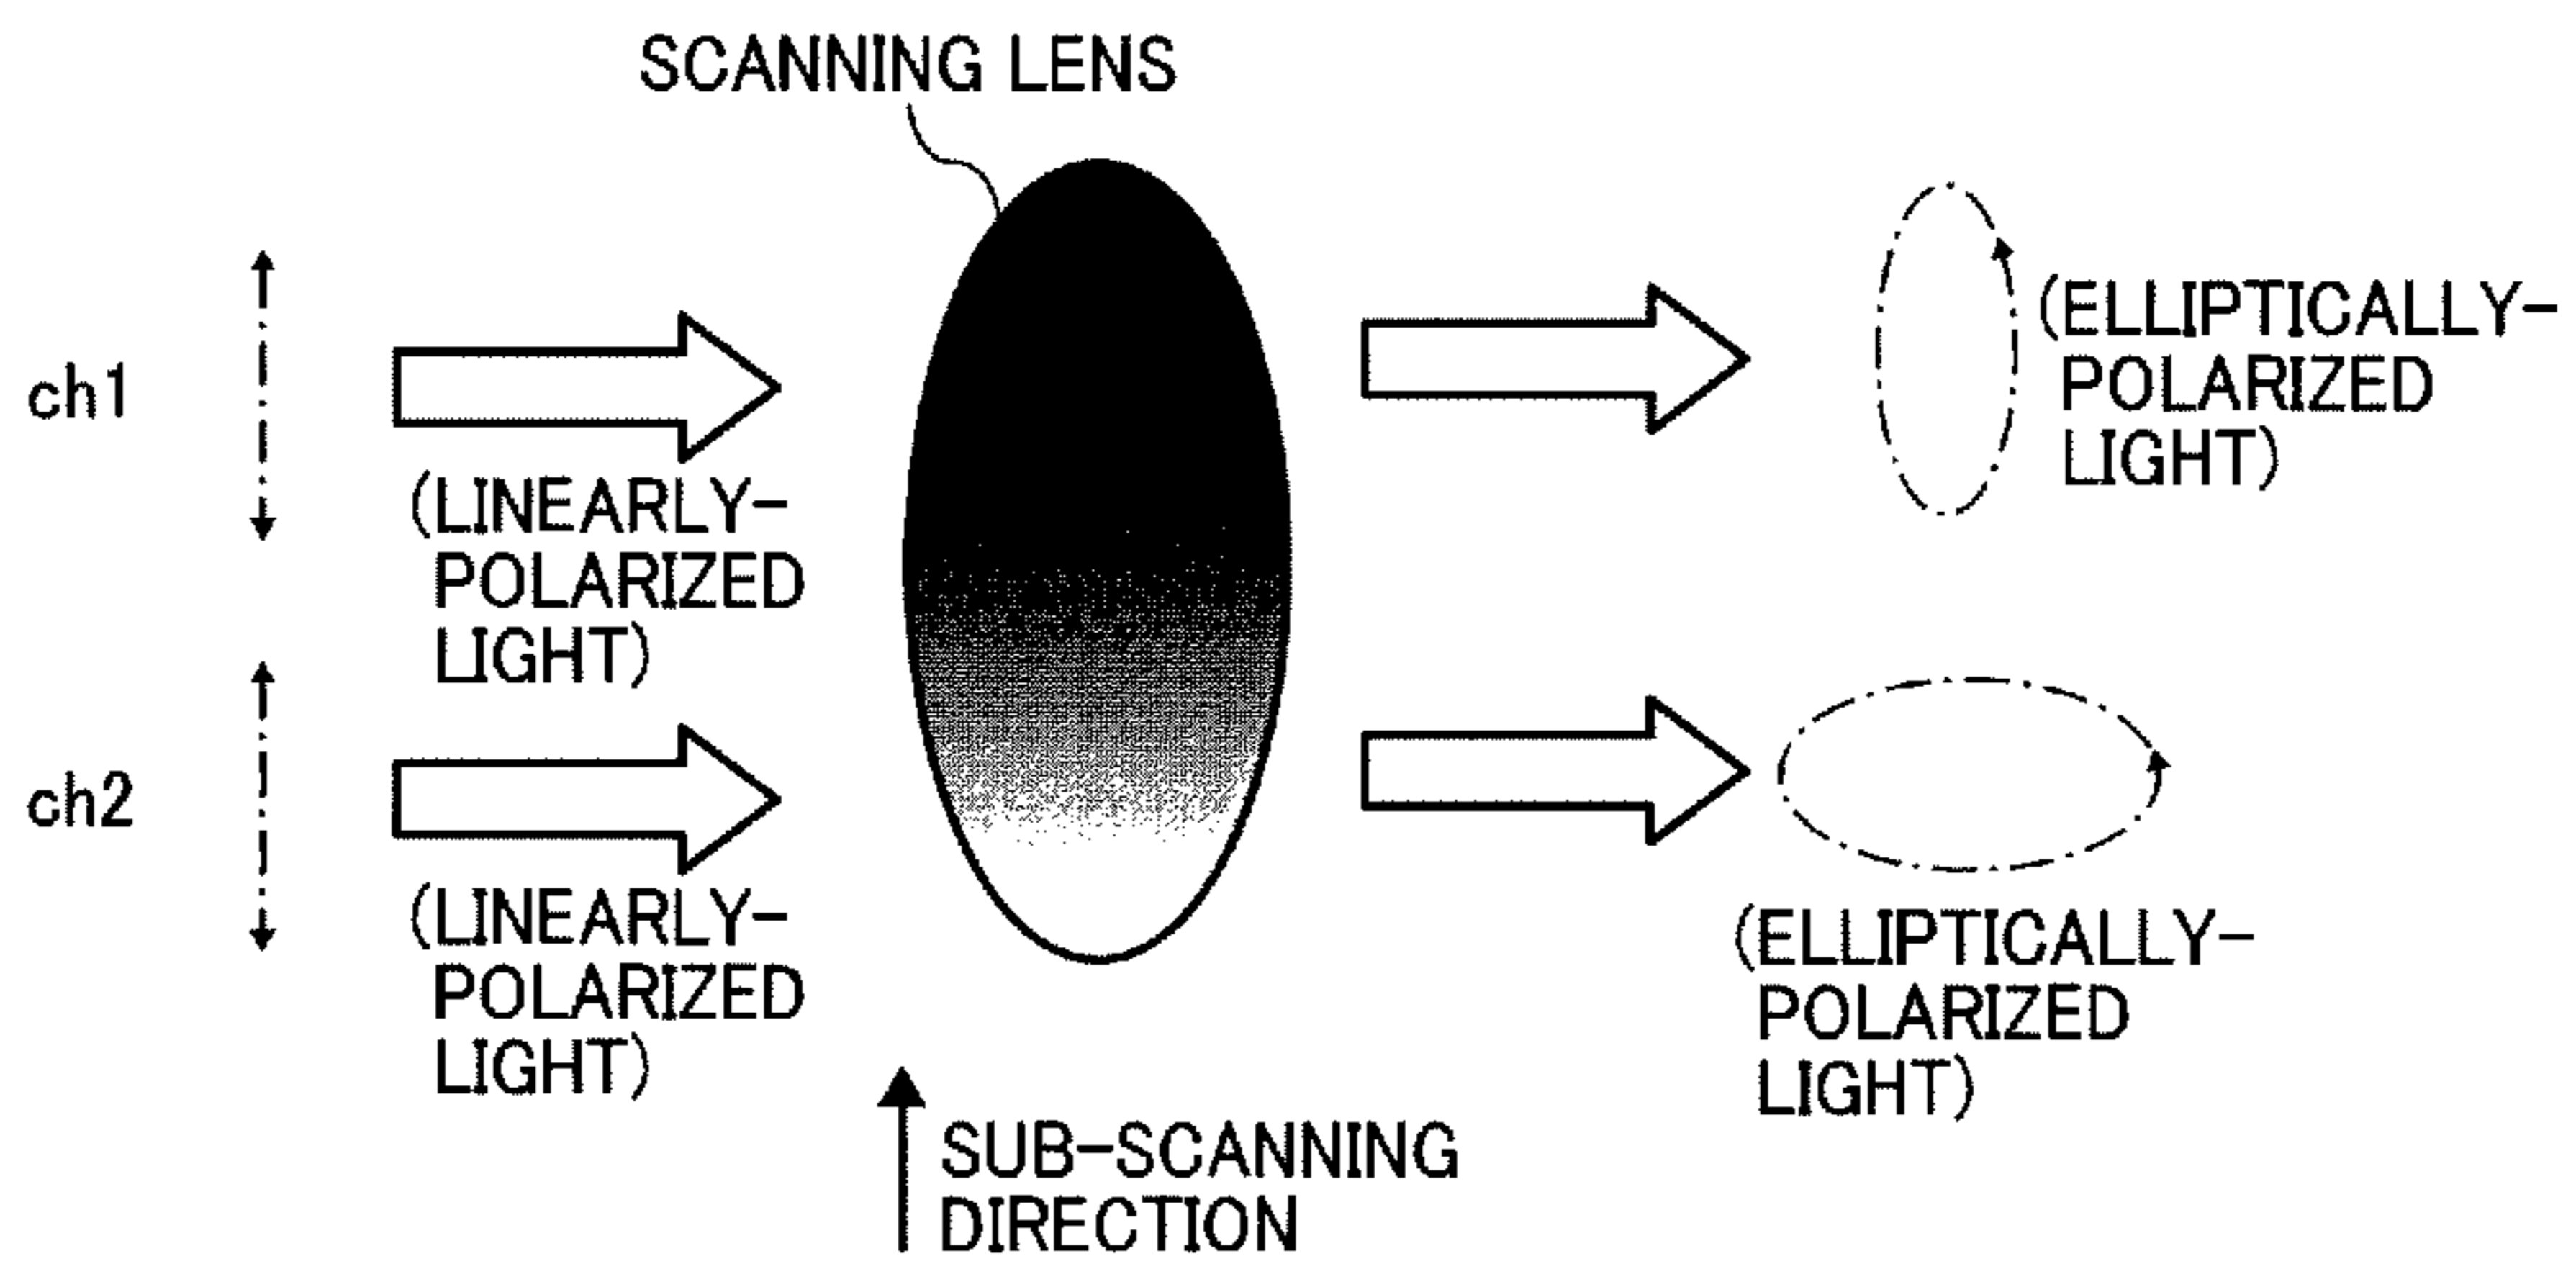 SCANNING LENS
ch1
(LINEARLY-
POLARIZED
LIGHT)
(ELLIPTICALLY-
POLARIZED
LIGHT)
ch2
(LINEARLY-
POLARIZED
LIGHT)
(ELLIPTICALLY-
POLARIZED
LIGHT)
SUB-SCANNING
DIRECTION